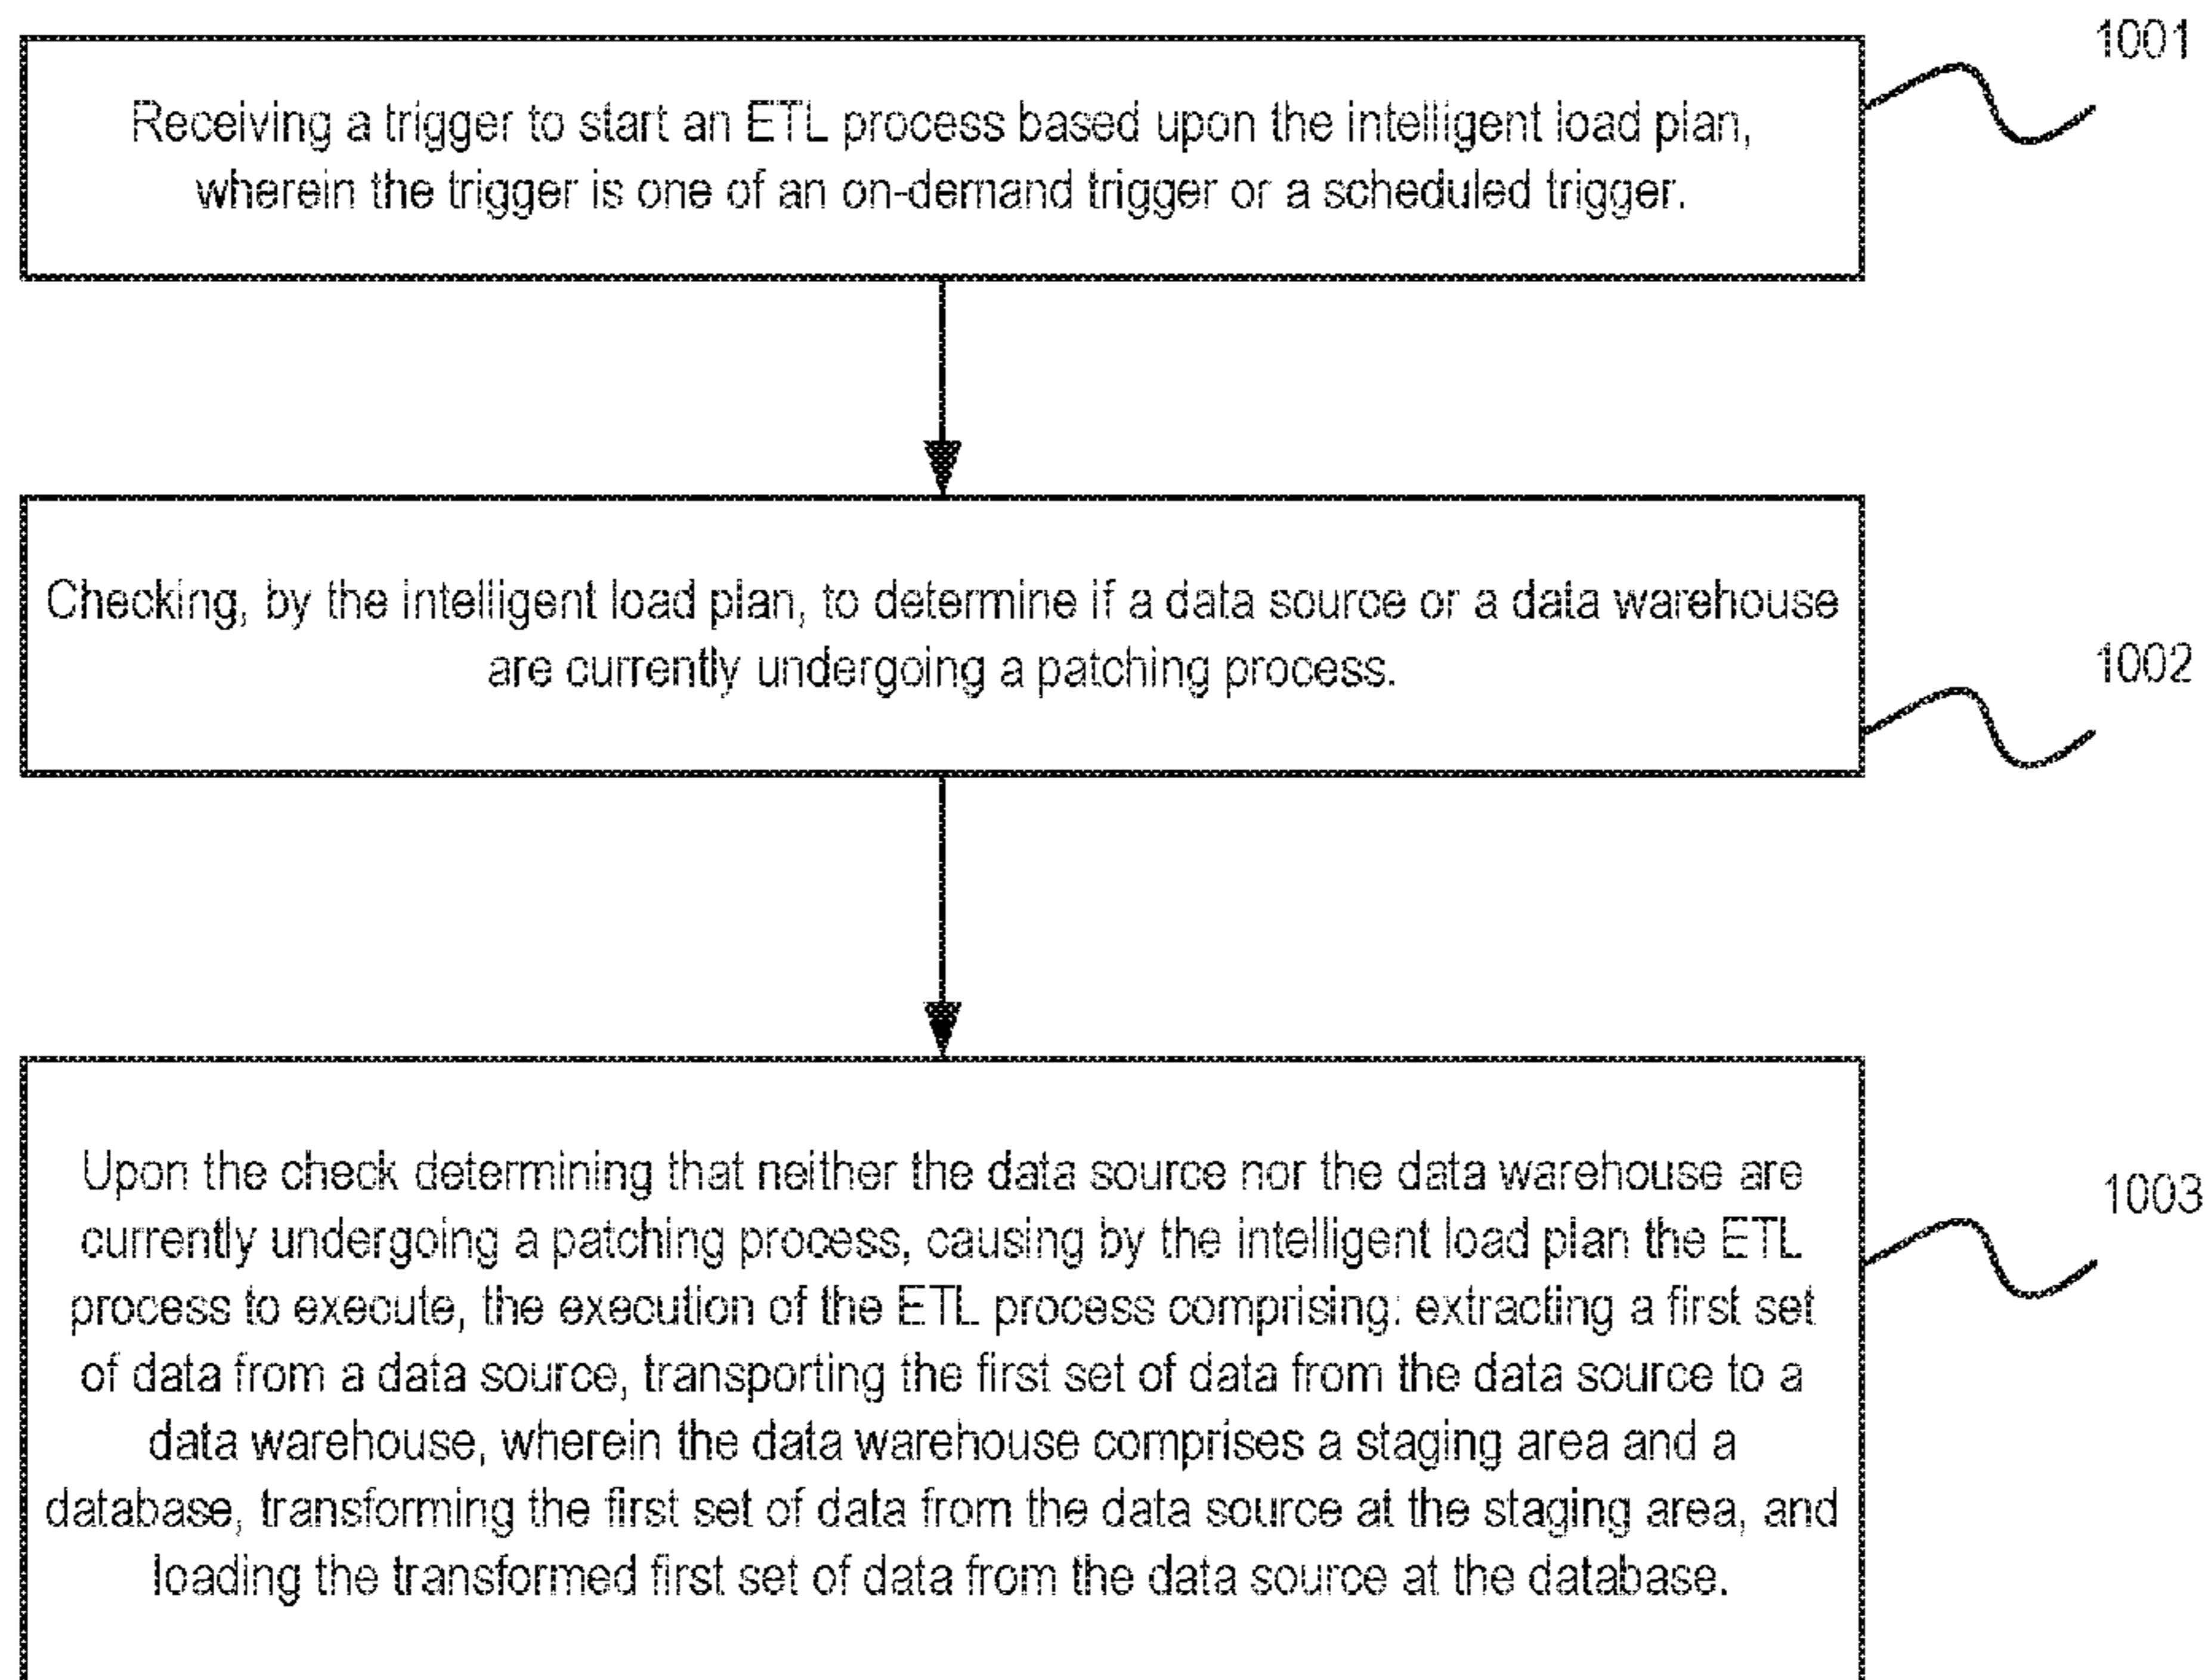 1001
Receiving a trigger to start an ETL process based upon the intelligent load plan,
wherein the trigger is one of an on-demand trigger or a scheduled trigger.
Checking, by the intelligent load plan, to determine if a data source or a data warehouse
are currently undergoing a patching process.
1002
Upon the check determining that neither the data source nor the data warehouse are
currently undergoing a patching process, causing by the intelligent load plan the ETL
process to execute, the execution of the ETL process comprising: extracting a first set
of data from a data source, transporting the first set of data from the data source to a
data warehouse, wherein the data warehouse comprises a staging area and a
database, transforming the first set of data from the data source at the staging area, and
loading the transformed first set of data from the data source at the database.
1003